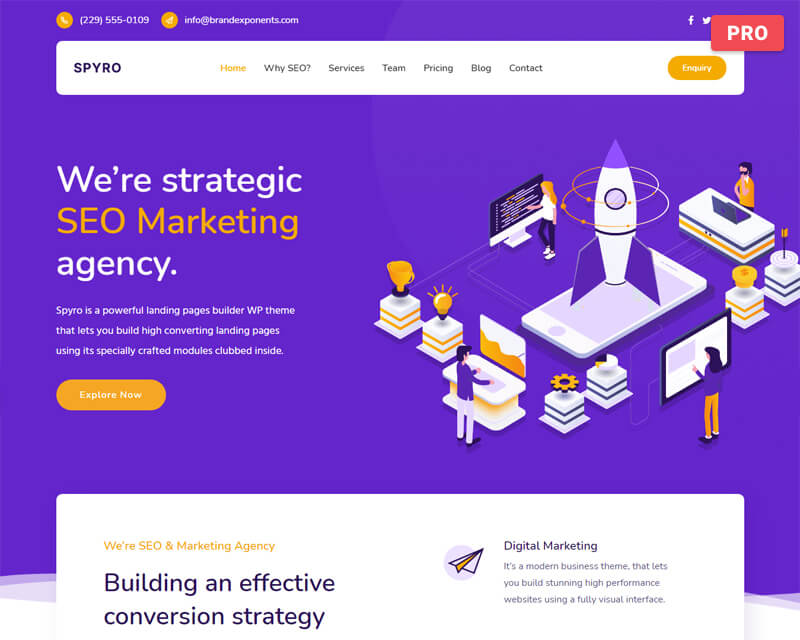 (229) 555-0109 info@brandexponents.com
PRO
SPYRO Home Why SEO? Services Team Pricing Blog Contact Enquiry
We're strategic
SEO Marketing
agency.
Spyro is a powerful landing pages builder WP theme
that lets you build high converting landing pages
using its specially crafted modules clubbed inside.
Explore Now
We're SEO & Marketing Agency
Building an effective
conversion strategy
Digital Marketing
It's a modern business theme, that lets
you build stunning high performance
websites using a fully visual interface.